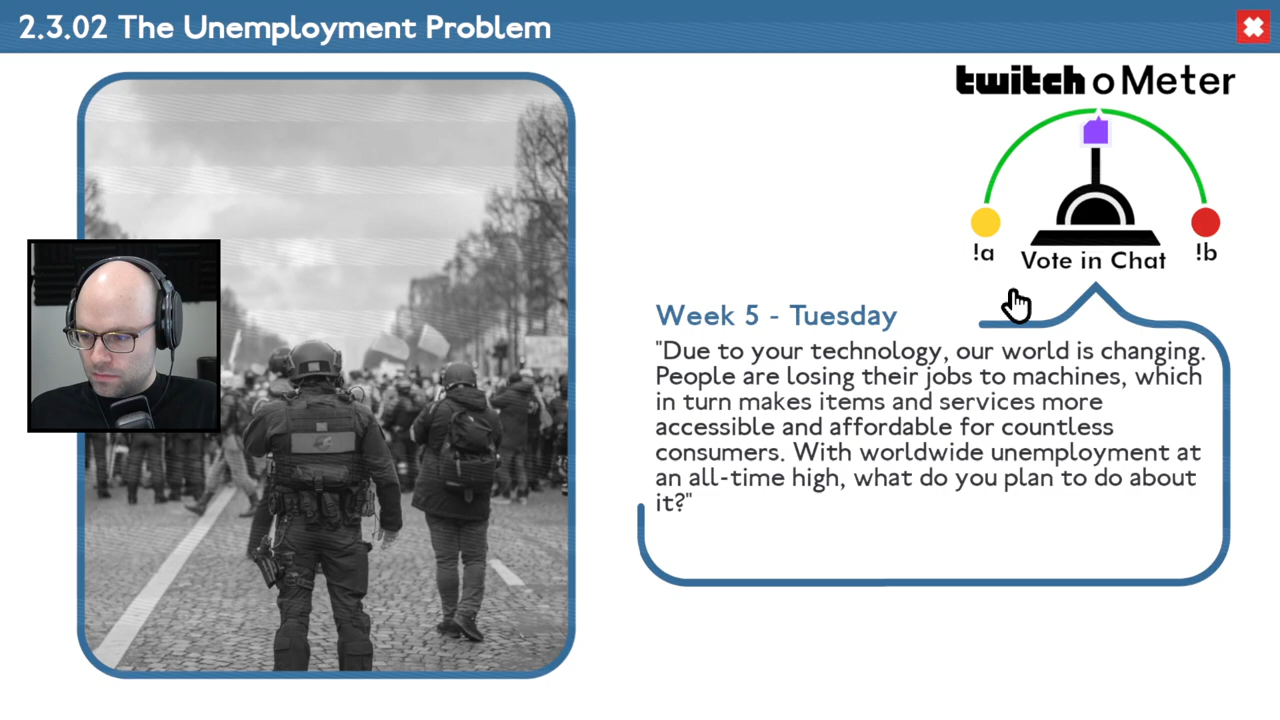 2.3.02 The Unemployment Problem
twitch o Meter
!a
!b
Vote in Chat
Week 5 - Tuesday
"Due to your technology, our world is changing.
People are losing their jobs to machines, which
in turn makes items and services more
accessible and affordable for countless
consumers. With worldwide unemployment at
an all-time high, what do you plan to do about
it?"